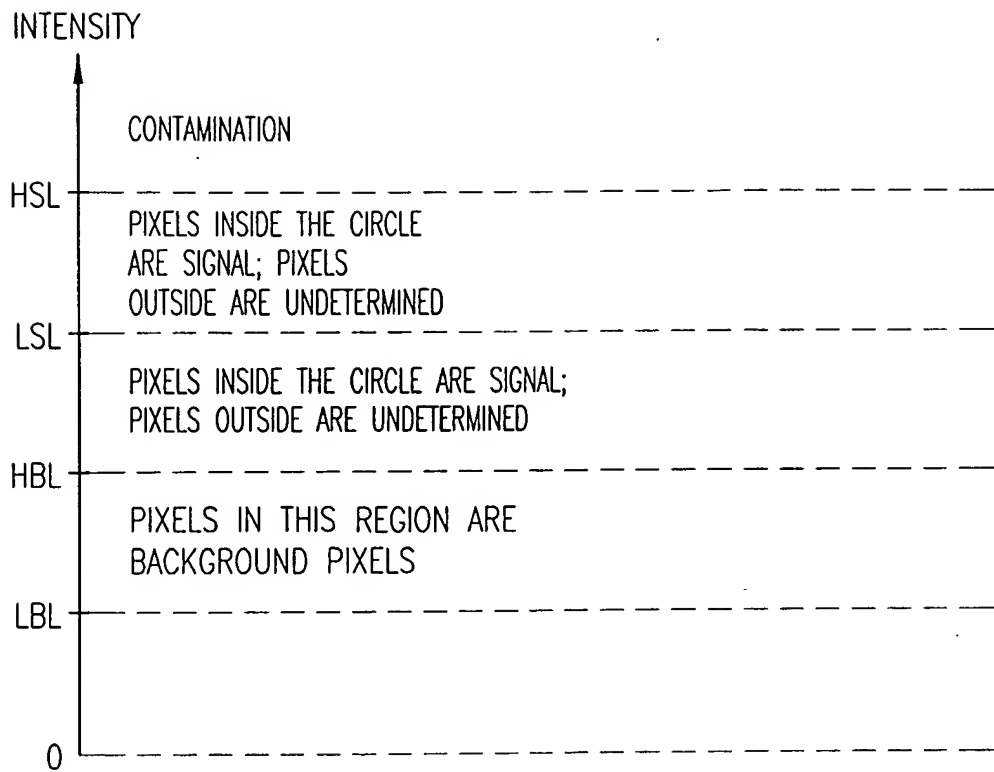 INTENSITY
CONTAMINATION
HSL
PIXELS INSIDE THE CIRCLE
ARE SIGNAL; PIXELS
OUTSIDE ARE UNDETERMINED
LSL
PIXELS INSIDE THE CIRCLE ARE SIGNAL;
PIXELS OUTSIDE ARE UNDETERMINED
HBL
PIXELS IN THIS REGION ARE
BACKGROUND PIXELS
LBL
0